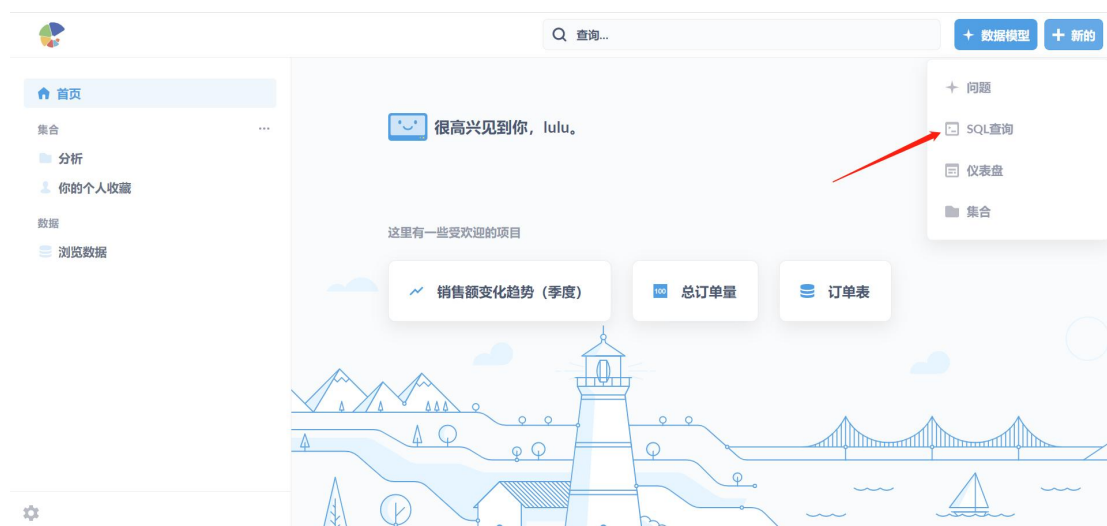 查询...
+ 数据模型
+ 新的
首页
集合
...
分析
你的个人收藏
数据
浏览数据
很高兴见到你，lulu。
这里有一些受欢迎的项目
销售额变化趋势（季度）
100 总订单量
订单表
问题
SQL查询
仪表盘
集合